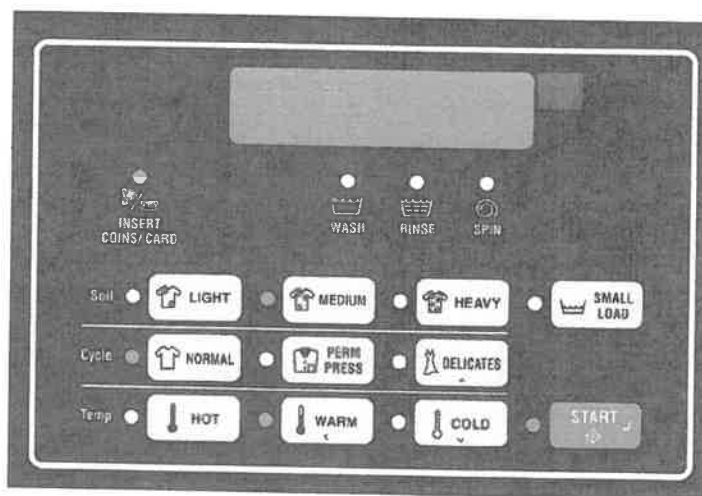 INSERT
COINS/CARD
WASH
RINSE
SPIN
Soil
LIGHT
MEDIUM
HEAVY
SMALL
LOAD
Cycle
NORMAL
PERM
PRESS
DELICATES
Temp
HOT
WARM
COLD
START